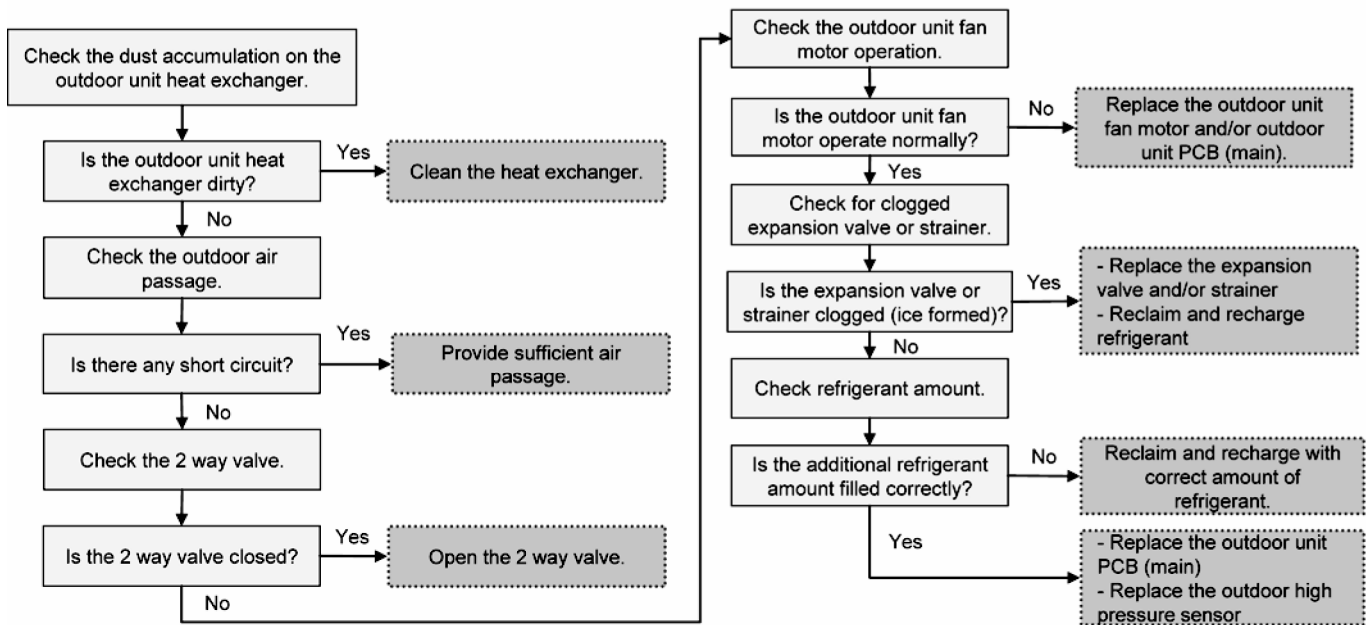 Check the dust accumulation on the
outdoor unit heat exchanger.
Is the outdoor unit heat
exchanger dirty?
Yes
Clean the heat exchanger.
No
Check the outdoor air
passage.
Is there any short circuit?
Yes
Provide sufficient air
passage.
No
Check the 2 way valve.
Is the 2 way valve closed?
Yes
Open the 2 way valve.
No
Check the outdoor unit fan
motor operation.
Is the outdoor unit fan
motor operate normally?
No
Replace the outdoor unit
fan motor and/or outdoor
unit PCB (main).
Yes
Check for clogged
expansion valve or strainer.
Is the expansion valve or
strainer clogged (ice formed)?
Yes
- Replace the expansion
valve and/or strainer
- Reclaim and recharge
refrigerant
No
Check refrigerant amount.
Is the additional refrigerant
amount filled correctly?
No
Reclaim and recharge with
correct amount of
refrigerant.
Yes
- Replace the outdoor unit
PCB (main)
- Replace the outdoor high
pressure sensor